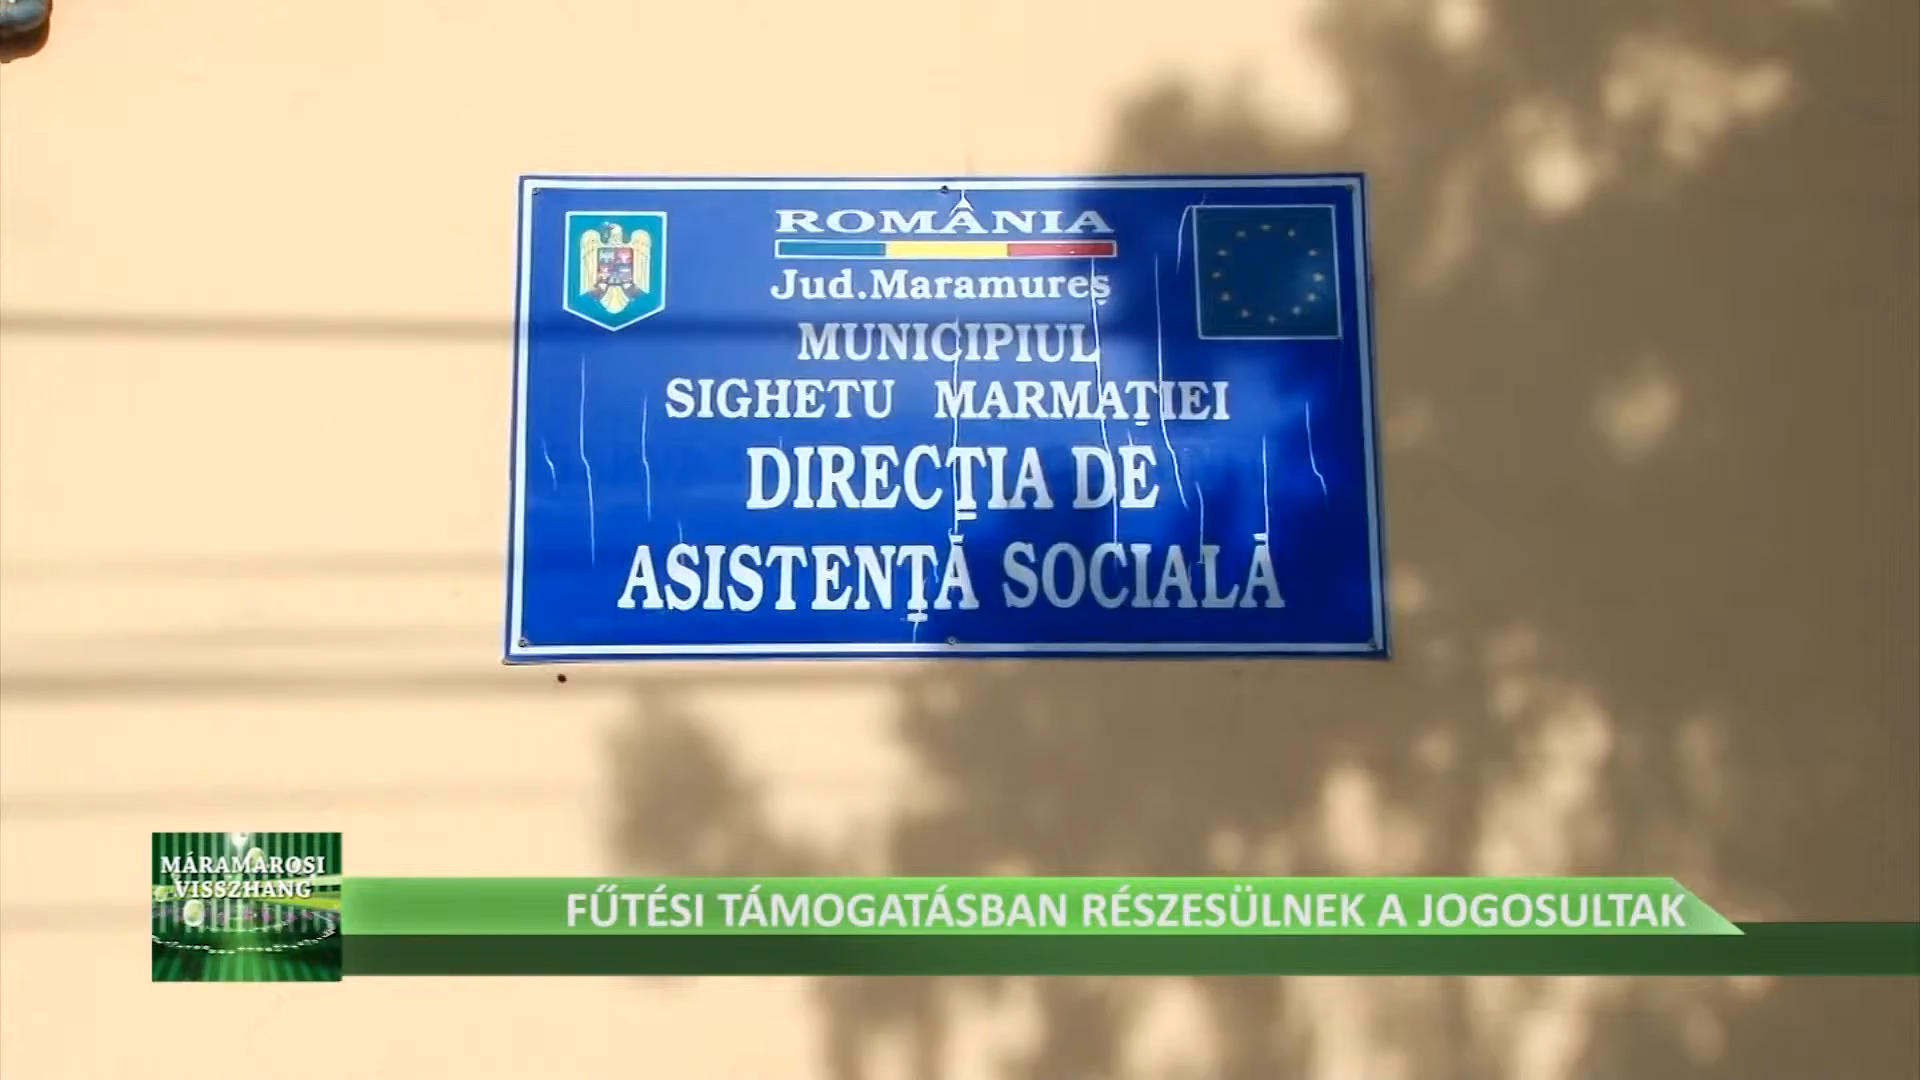 ROMÂNIA
Jud.Maramureș
MUNICIPIUL
SIGHETU MARMAȚIEI
DIRECȚIA DE
ASISTENȚĂ SOCIALĂ
MÁRAMAROSI
VISSZHANG
FŰTÉSI TÁMOGATÁSBAN RÉSZESÜLNEK A JOGOSULTAK